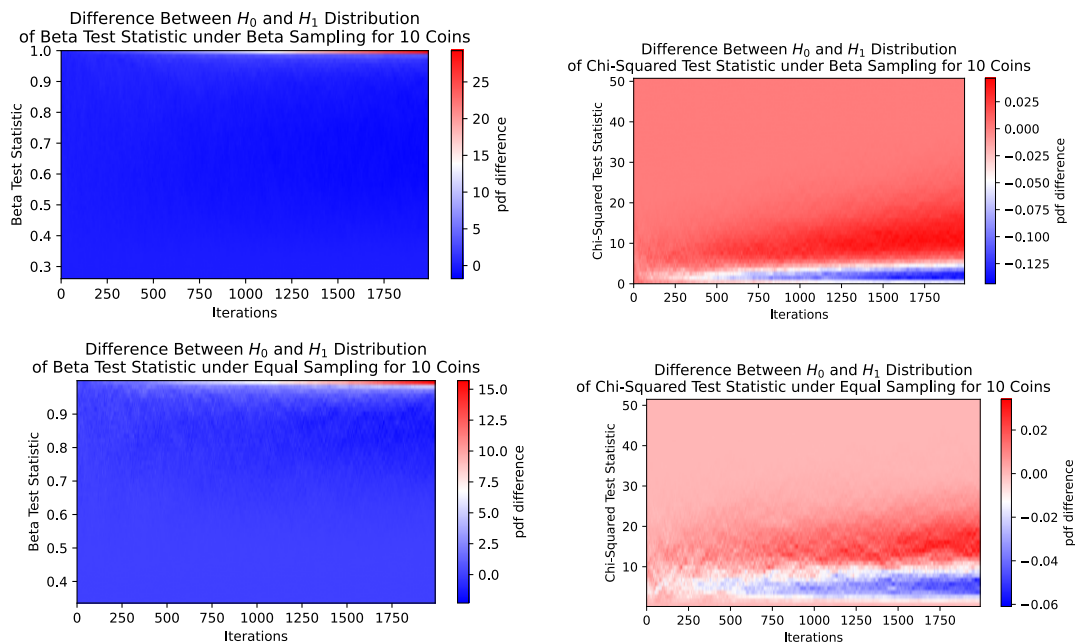 Difference Between H₀ and H₁ Distribution
of Beta Test Statistic under Beta Sampling for 10 Coins
1.0
0.9
0.8
0.7
0.6
0.5
0.4
0.3
Beta Test Statistic
0 250 500 750 1000 1250 1500 1750
Iterations
25
20
15
10
5
0
pdf difference
Difference Between H₀ and H₁ Distribution
of Chi-Squared Test Statistic under Beta Sampling for 10 Coins
50
40
30
20
10
0
Chi-Squared Test Statistic
0 250 500 750 1000 1250 1500 1750
Iterations
0.025
0.000
−0.025
−0.050
−0.075
−0.100
−0.125
pdf difference
Difference Between H₀ and H₁ Distribution
of Beta Test Statistic under Equal Sampling for 10 Coins
0.9
0.8
0.7
0.6
0.5
0.4
Beta Test Statistic
0 250 500 750 1000 1250 1500 1750
Iterations
15.0
12.5
10.0
7.5
5.0
2.5
0.0
pdf difference
Difference Between H₀ and H₁ Distribution
of Chi-Squared Test Statistic under Equal Sampling for 10 Coins
50
40
30
20
10
Chi-Squared Test Statistic
0 250 500 750 1000 1250 1500 1750
Iterations
0.02
0.00
−0.02
−0.04
−0.06
pdf difference